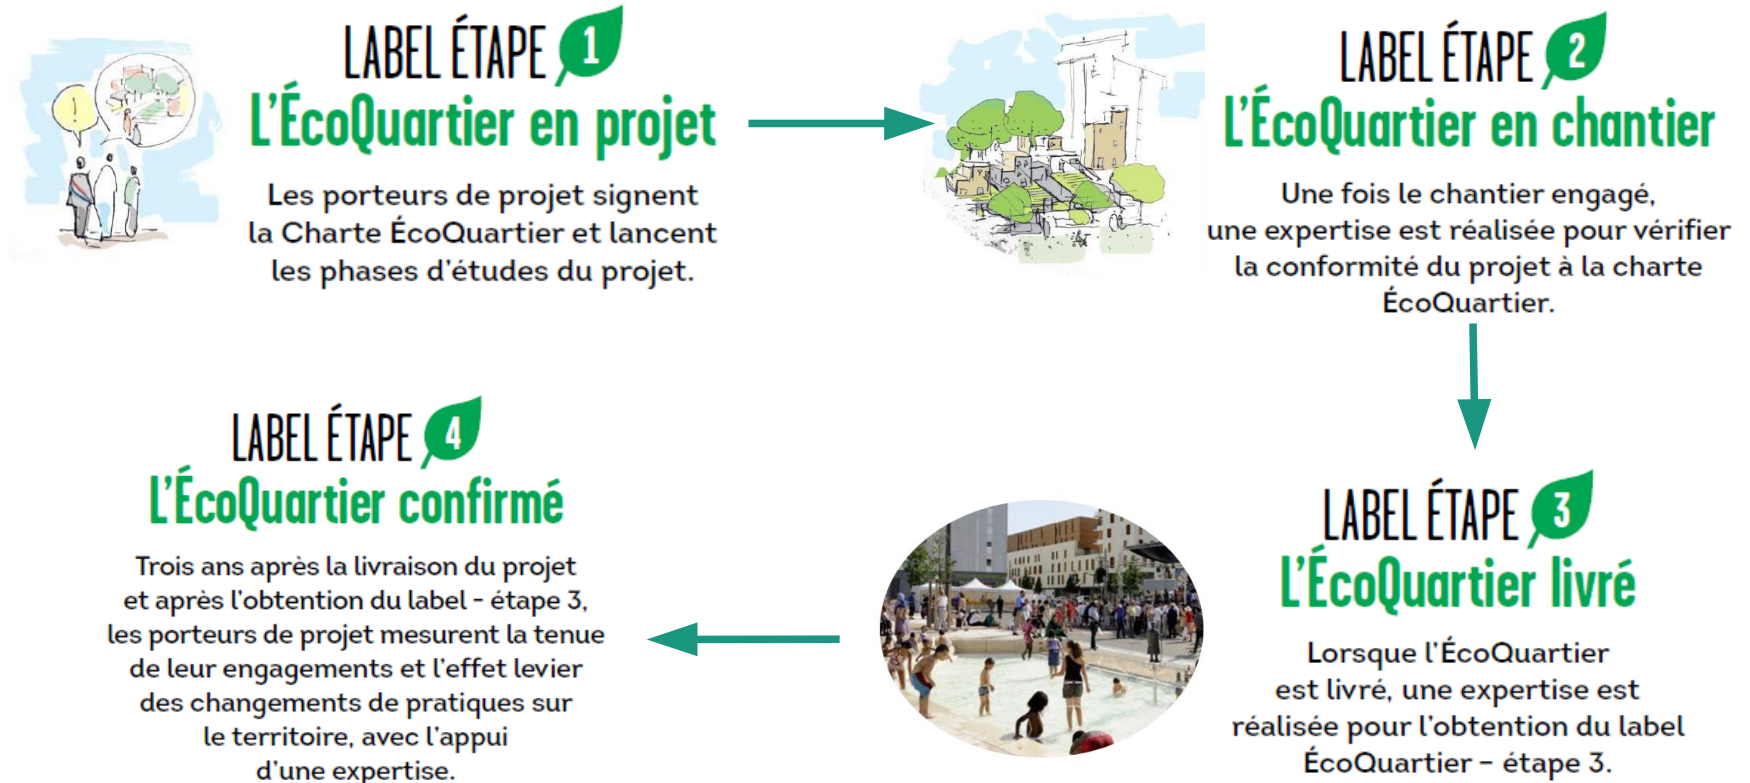 LABEL ÉTAPE 1
L'ÉcoQuartier en projet
Les porteurs de projet signent
la Charte ÉcoQuartier et lancent
les phases d'études du projet.
LABEL ÉTAPE 2
L'ÉcoQuartier en chantier
Une fois le chantier engagé,
une expertise est réalisée pour vérifier
la conformité du projet à la charte
ÉcoQuartier.
LABEL ÉTAPE 3
L'ÉcoQuartier livré
Lorsque l'ÉcoQuartier
est livré, une expertise est
réalisée pour l'obtention du label
ÉcoQuartier – étape 3.
LABEL ÉTAPE 4
L'ÉcoQuartier confirmé
Trois ans après la livraison du projet
et après l'obtention du label - étape 3,
les porteurs de projet mesurent la tenue
de leur engagements et l'effet levier
des changements de pratiques sur
le territoire, avec l'appui
d'une expertise.